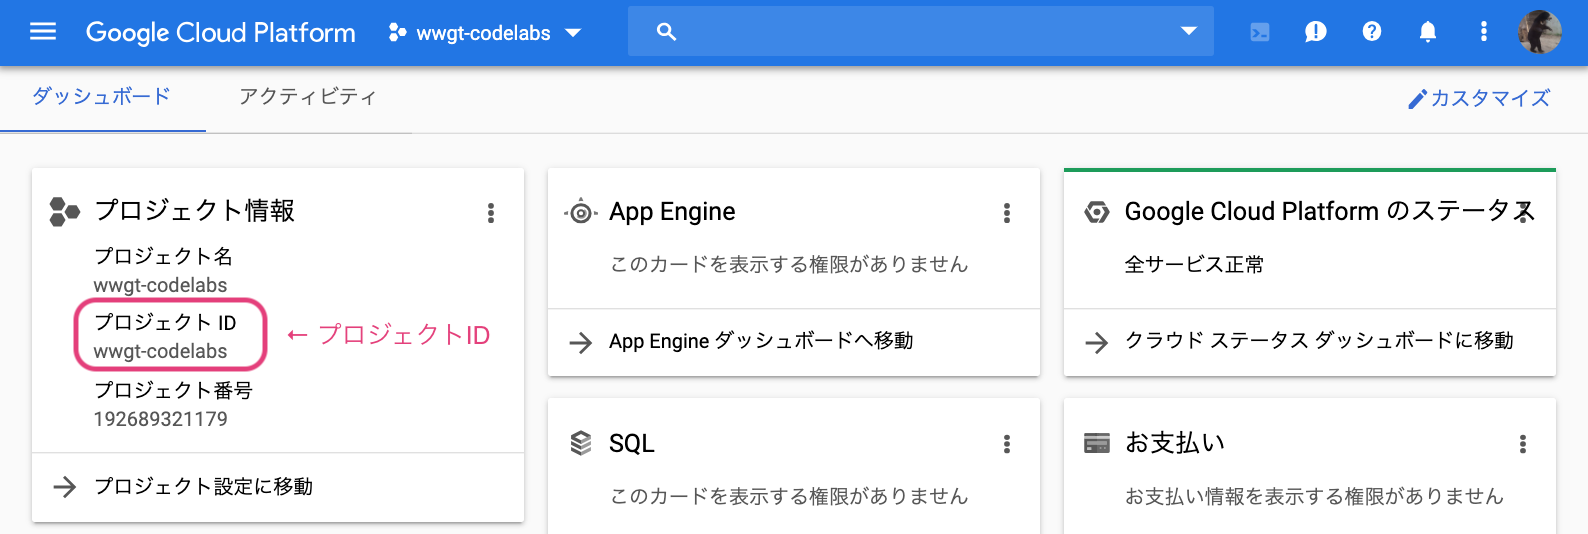 Google Cloud Platform wwgt-codelabs
ダッシュボード アクティビティ カスタマイズ
プロジェクト情報
プロジェクト名
wwgt-codelabs
プロジェクト ID
wwgt-codelabs
← プロジェクトID
プロジェクト番号
192689321179
プロジェクト設定に移動
App Engine
このカードを表示する権限がありません
App Engine ダッシュボードへ移動
SQL
このカードを表示する権限がありません
Google Cloud Platform のステータス
全サービス正常
クラウド ステータス ダッシュボードに移動
お支払い
お支払い情報を表示する権限がありません